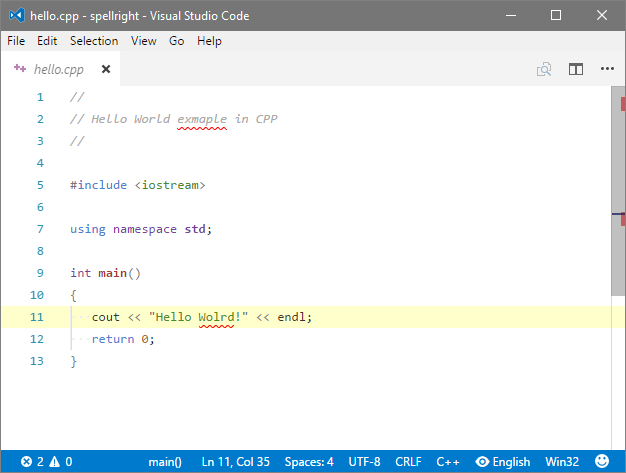 hello.cpp - spellright - Visual Studio Code
File Edit Selection View Go Help
hello.cpp
1 //
2 // Hello World exmaple in CPP
3 //
4
5 #include <iostream>
6
7 using namespace std;
8
9 int main()
10 {
11 cout << "Hello Wolrd!" << endl;
12 return 0;
13 }
2 0 main() Ln 11, Col 35 Spaces: 4 UTF-8 CRLF C++ English Win32